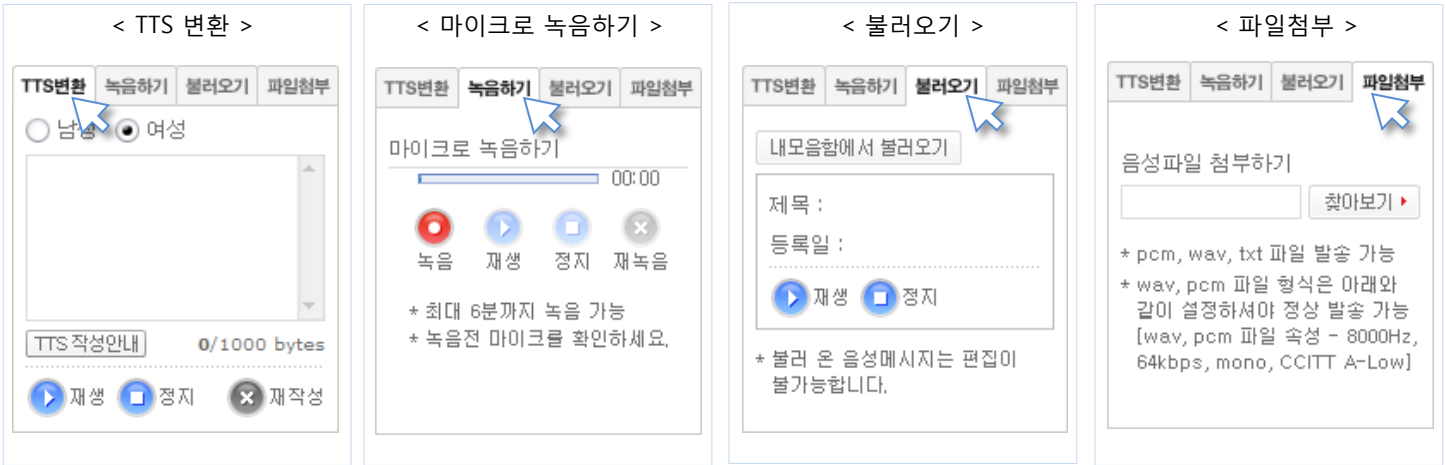 < TTS 변환 >
TTS변환 녹음하기 불러오기 파일첨부
남성 여성
TTS 작성안내 0/1000 bytes
재생 정지 재작성
< 마이크로 녹음하기 >
TTS변환 녹음하기 불러오기 파일첨부
마이크로 녹음하기
00:00
녹음 재생 정지 재녹음
* 최대 6분까지 녹음 가능
* 녹음전 마이크를 확인하세요.
< 불러오기 >
TTS변환 녹음하기 불러오기 파일첨부
내모음함에서 불러오기
제목 :
등록일 :
재생 정지
* 불러 온 음성메시지는 편집이
불가능합니다.
< 파일첨부 >
TTS변환 녹음하기 불러오기 파일첨부
음성파일 첨부하기
찾아보기
* pcm, wav, txt 파일 발송 가능
* wav, pcm 파일 형식은 아래와
같이 설정하셔야 정상 발송 가능
[wav, pcm 파일 속성 - 8000Hz,
64kbps, mono, CCITT A-Low]